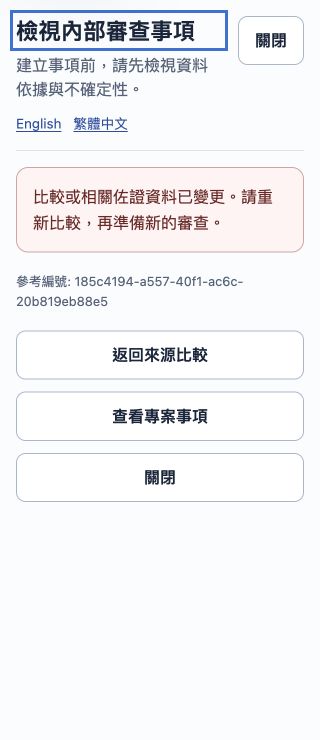 檢視內部審查事項
關閉
建立事項前，請先檢視資料
依據與不確定性。
English 繁體中文
比較或相關佐證資料已變更。請重
新比較，再準備新的審查。
參考編號: 185c4194-a557-40f1-ac6c-
20b819eb88e5
返回來源比較
查看專案事項
關閉